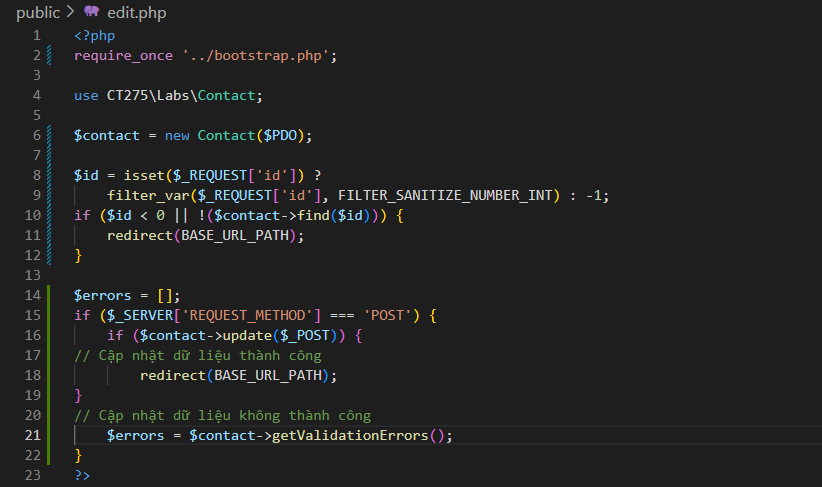 public > edit.php
1 <?php
2 require_once '../bootstrap.php';
3
4 use CT275\Labs\Contact;
5
6 $contact = new Contact($PDO);
7
8 $id = isset($_REQUEST['id']) ?
9     filter_var($_REQUEST['id'], FILTER_SANITIZE_NUMBER_INT) : -1;
10 if ($id < 0 || !($contact->find($id))) {
11     redirect(BASE_URL_PATH);
12 }
13
14 $errors = [];
15 if ($_SERVER['REQUEST_METHOD'] === 'POST') {
16     if ($contact->update($_POST)) {
17 // Cập nhật dữ liệu thành công
18         redirect(BASE_URL_PATH);
19 }
20 // Cập nhật dữ liệu không thành công
21     $errors = $contact->getValidationErrors();
22 }
23 ?>